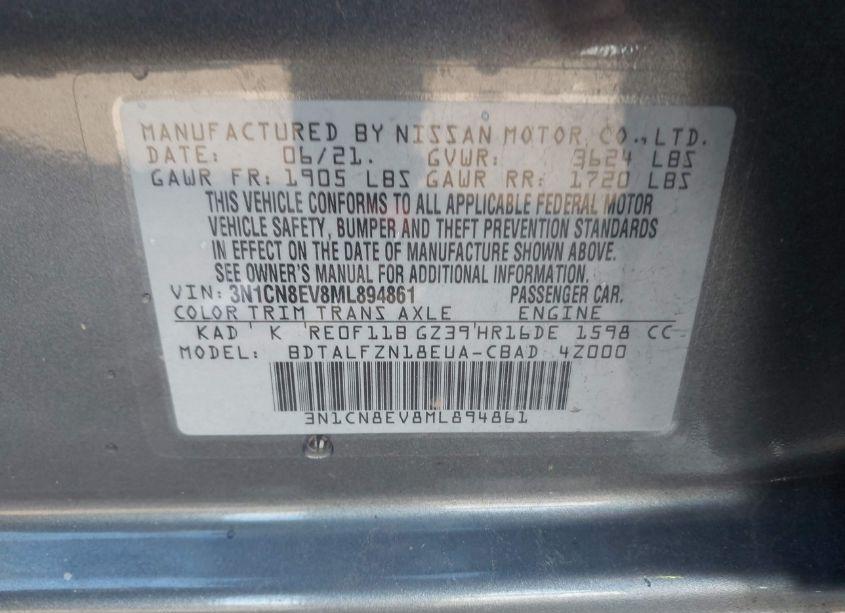 MANUFACTURED BY NISSAN MOTOR CO., LTD.
DATE: 06/21. GVWR: 3624 LBS
GAWR FR: 1905 LBS GAWR RR: 1720 LBS
THIS VEHICLE CONFORMS TO ALL APPLICABLE FEDERAL MOTOR
VEHICLE SAFETY, BUMPER AND THEFT PREVENTION STANDARDS
IN EFFECT ON THE DATE OF MANUFACTURE SHOWN ABOVE.
SEE OWNER'S MANUAL FOR ADDITIONAL INFORMATION.
VIN: 3N1CN8EV8ML894861 PASSENGER CAR.
COLOR TRIM TRANS AXLE ENGINE
KAD K RE0F11B GZ39 HR16DE 1598 CC
MODEL: BDTALFZN18EUA-CBAD 4Z000
3N1CN8EV8ML894861